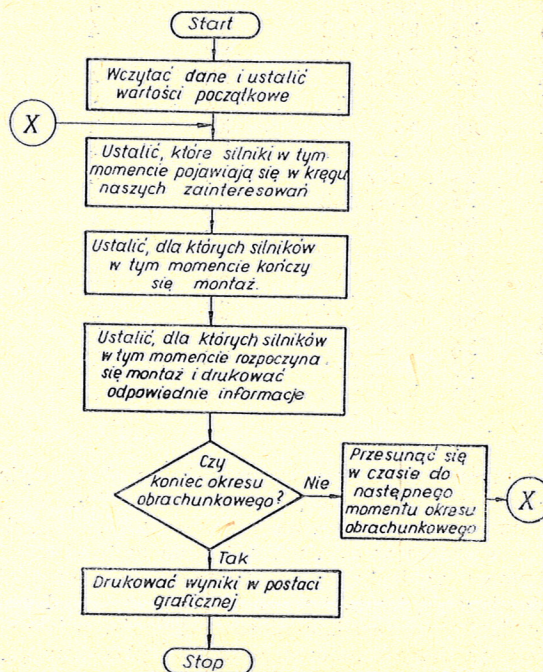 Start
Wczytać dane i ustalić
wartości początkowe
X
Ustalić, które silniki w tym
momencie pojawiają się w kręgu
naszych zainteresowań
Ustalić, dla których silników
w tym momencie kończy
się montaż.
Ustalić, dla których silników
w tym momencie rozpoczyna
się montaż i drukować
odpowiednie informacje
Czy
koniec okresu
obrachunkowego?
Nie
Przesunąć się
w czasie do
następnego
momentu okresu
obrachunkowego
X
Tak
Drukować wyniki w postaci
graficznej
Stop